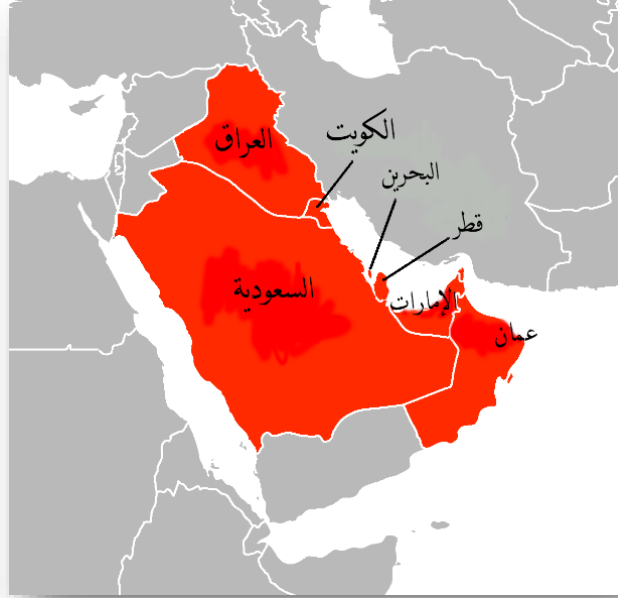 العراق
الكويت
البحرين
قطر
السعودية
الإمارات
عمان